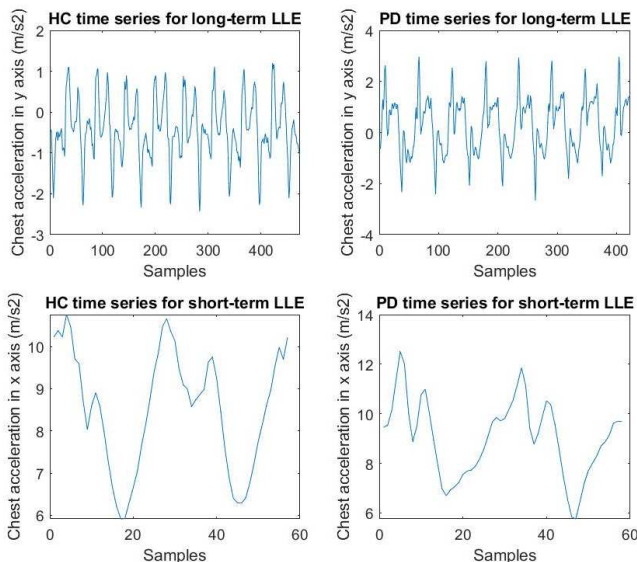 HC time series for long-term LLE
Chest acceleration in y axis (m/s2)
2
1
0
-1
-2
-3
0 100 200 300 400
Samples
PD time series for long-term LLE
Chest acceleration in y axis (m/s2)
4
2
0
-2
-4
0 100 200 300 400
Samples
HC time series for short-term LLE
Chest acceleration in x axis (m/s2)
10
9
8
7
6
0 20 40 60
Samples
PD time series for short-term LLE
Chest acceleration in x axis (m/s2)
14
12
10
8
6
0 20 40 60
Samples